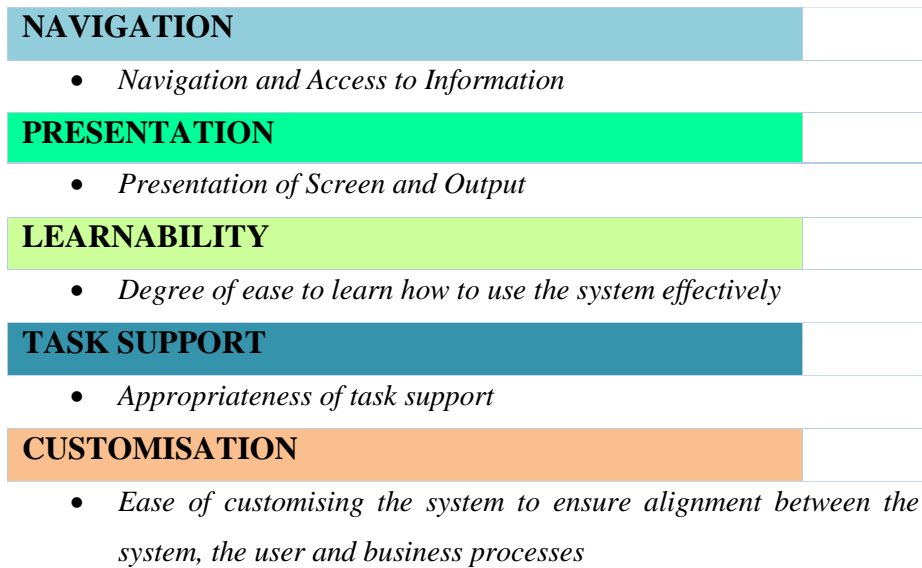 NAVIGATION
• Navigation and Access to Information
PRESENTATION
• Presentation of Screen and Output
LEARNABILITY
• Degree of ease to learn how to use the system effectively
TASK SUPPORT
• Appropriateness of task support
CUSTOMISATION
• Ease of customising the system to ensure alignment between the
system, the user and business processes